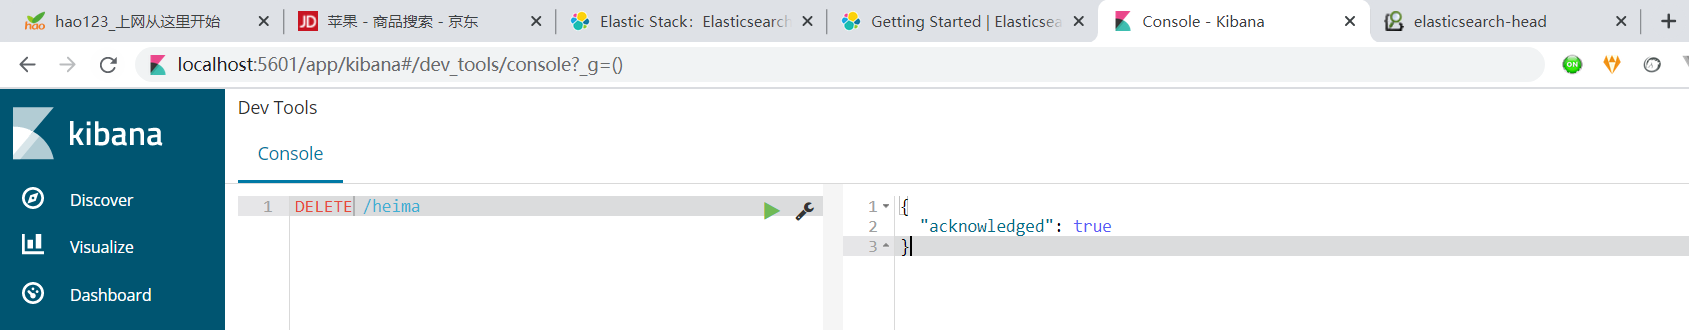 hao123_上网从这里开始
JD 苹果 - 商品搜索 - 京东
Elastic Stack：Elasticsearch
Getting Started | Elasticsea
Console - Kibana
elasticsearch-head
localhost:5601/app/kibana#/dev_tools/console?_g=()
ON
kibana
Discover
Visualize
Dashboard
Dev Tools
Console
1 DELETE /heima
1 {
2 "acknowledged": true
3 }